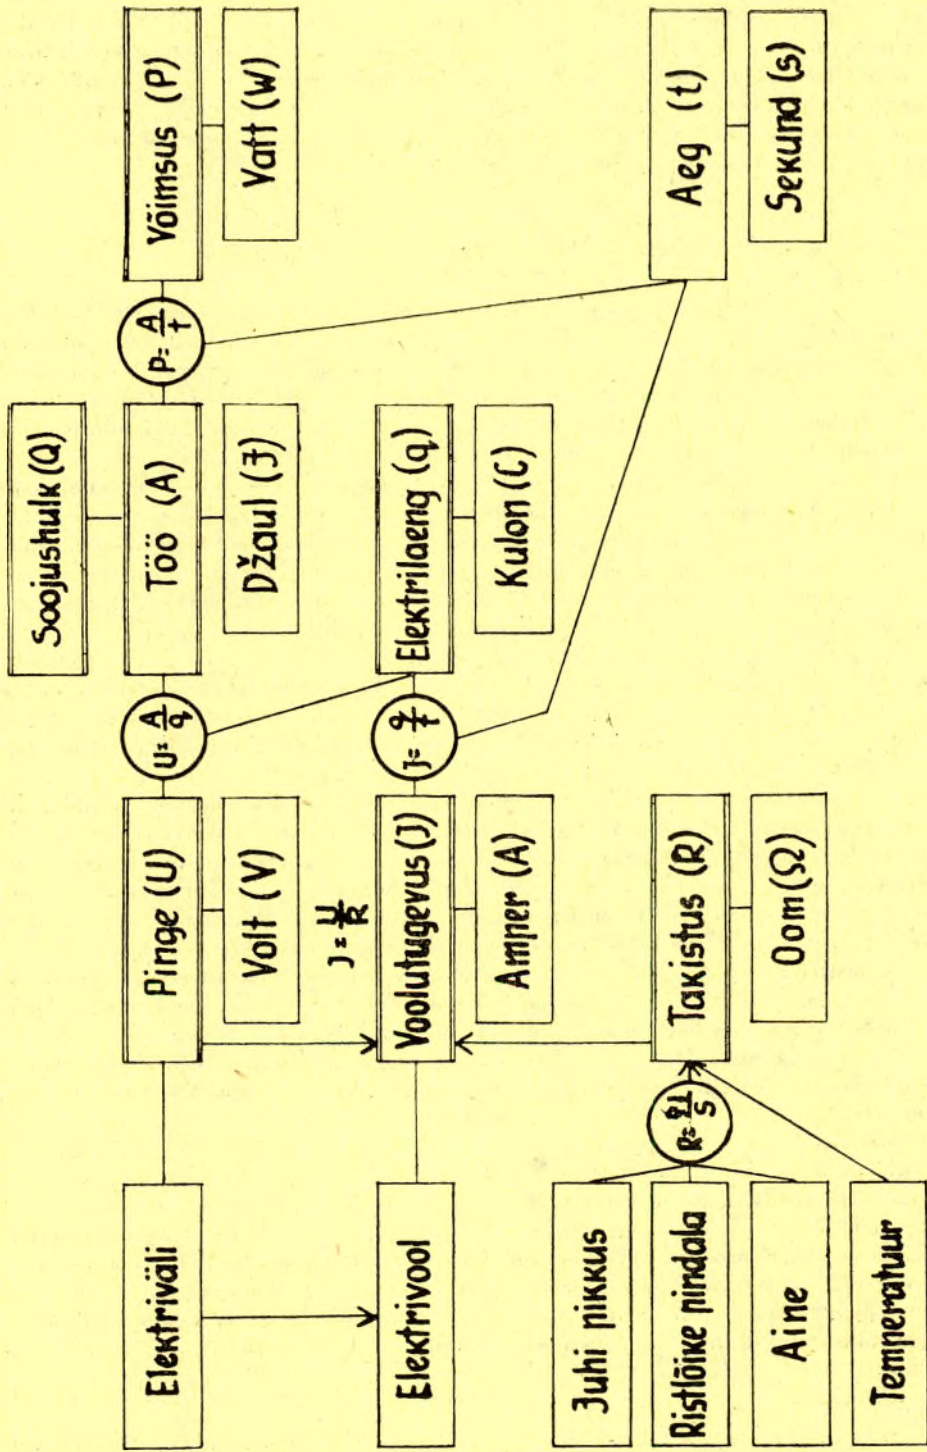 Soojushulk (Q)
Elektriväli
Pinge (U)
U = A/q
Töö (A)
P = A/t
Võimsus (P)
Volt (V)
Džaul (J)
Vatt (W)
J = U/R
Elektrivool
Voolutugevus (J)
J = q/t
Elektrilaeng (q)
Amper (A)
Kulon (C)
Juhi pikkus
Ristlõike pindala
Aine
Temperatuur
R = ρl/S
Takistus (R)
Oom (Ω)
Aeg (t)
Sekund (s)